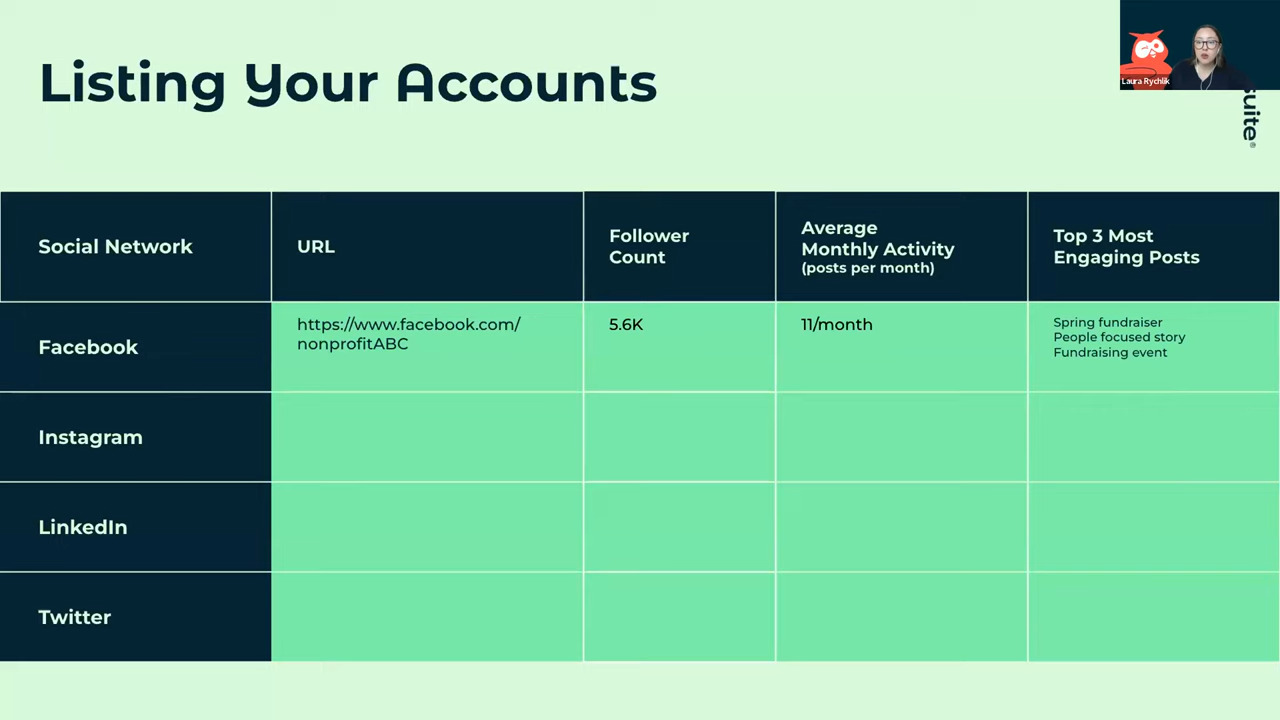 Listing Your Accounts
Laura Rychlik
suite®
Social Network
URL
Follower
Count
Average
Monthly Activity
(posts per month)
Top 3 Most
Engaging Posts
Facebook
https://www.facebook.com/
nonprofitABC
5.6K
11/month
Spring fundraiser
People focused story
Fundraising event
Instagram
LinkedIn
Twitter